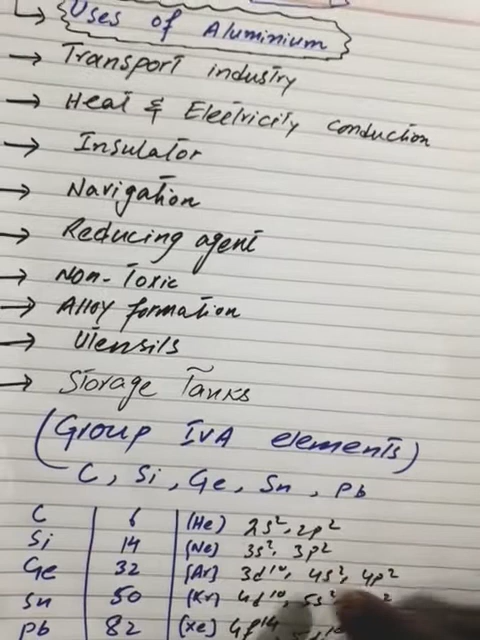 Uses of Aluminium
→ Transport industry
→ Heat & Electricity conduction
→ Insulator
→ Navigation
→ Reducing agent
→ Non-Toxic
→ Alloy formation
→ Utensils
→ Storage Tanks
(Group IVA elements)
C, Si, Ge, Sn, Pb
C 6 (He) 2s², 2p²
Si 14 (Ne) 3s², 3p²
Ge 32 (Ar) 3d¹⁰, 4s², 4p²
Sn 50 (Kr) 4d¹⁰, 5s²
Pb 82 (Xe) 4f¹⁴